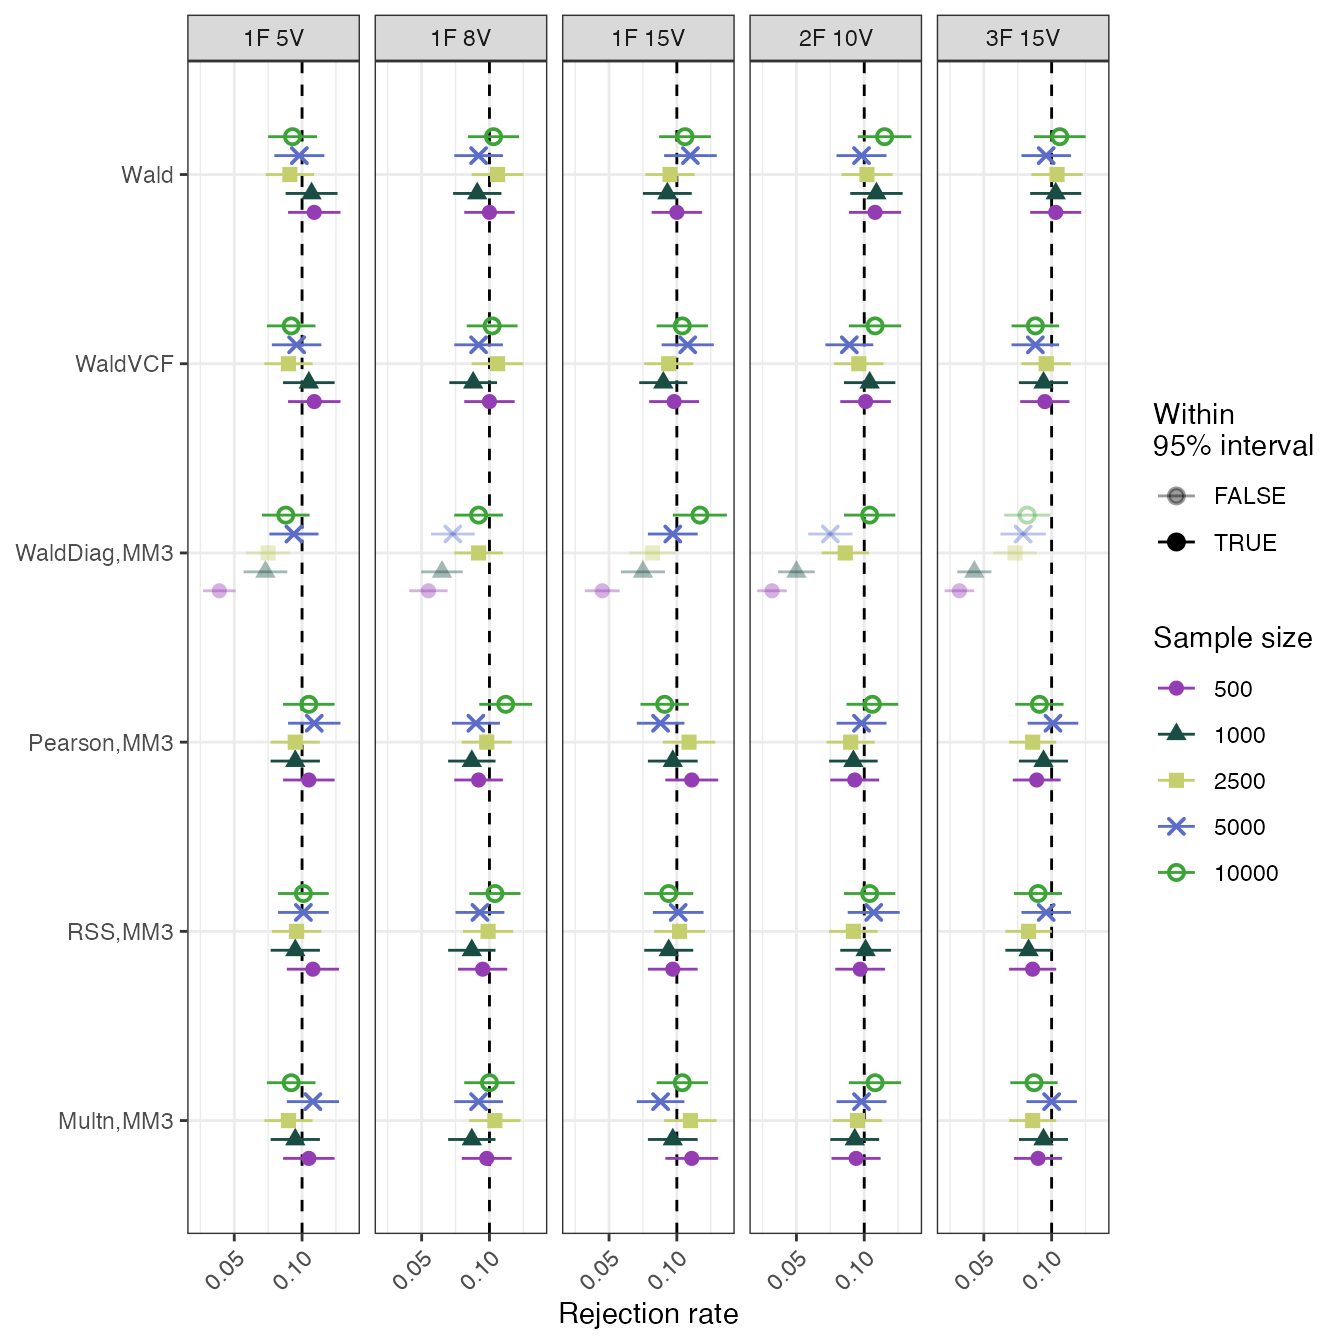 1F 5V
1F 8V
1F 15V
2F 10V
3F 15V
Wald
WaldVCF
WaldDiag,MM3
Pearson,MM3
RSS,MM3
Multn,MM3
0.05
0.10
0.05
0.10
0.05
0.10
0.05
0.10
0.05
0.10
Rejection rate
Within
95% interval
FALSE
TRUE
Sample size
500
1000
2500
5000
10000